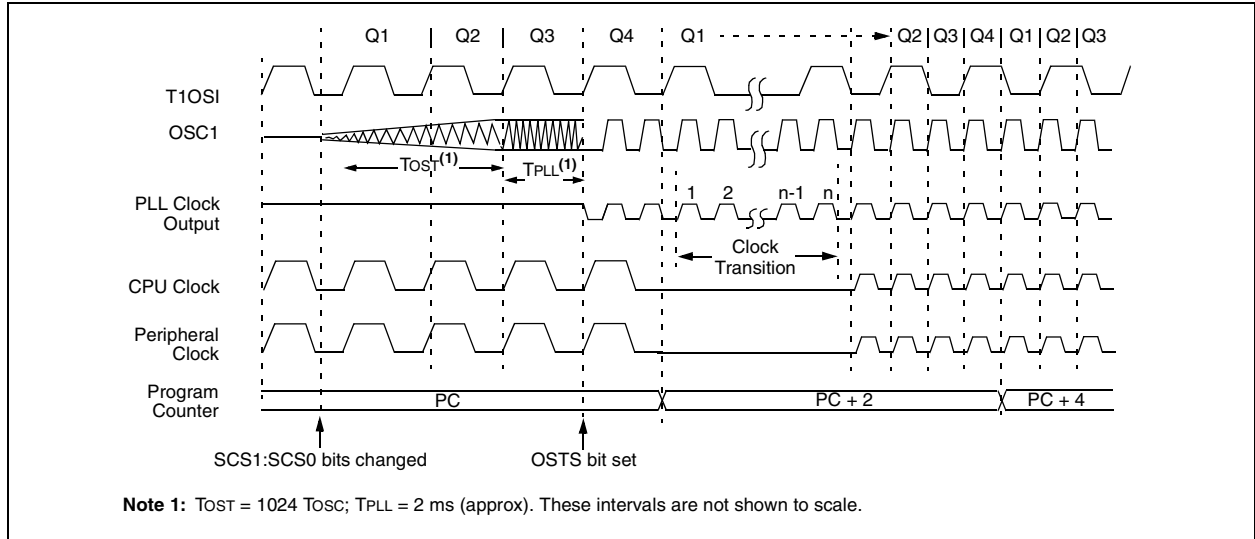 Q1 Q2 Q3 Q4 Q1 Q2 Q3 Q4 Q1 Q2 Q3
T1OSI
OSC1
TOST(1)
TPLL(1)
1 2 n-1 n
PLL Clock
Output
Clock
Transition
CPU Clock
Peripheral
Clock
Program
Counter
PC PC + 2 PC + 4
SCS1:SCS0 bits changed OSTS bit set
Note 1: TOST = 1024 TOSC; TPLL = 2 ms (approx). These intervals are not shown to scale.